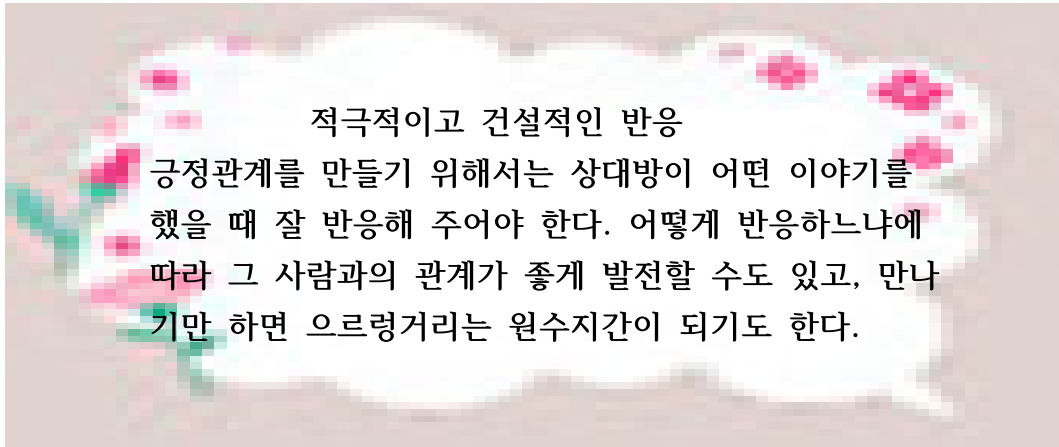 적극적이고 건설적인 반응
긍정관계를 만들기 위해서는 상대방이 어떤 이야기를
했을 때 잘 반응해 주어야 한다. 어떻게 반응하느냐에
따라 그 사람과의 관계가 좋게 발전할 수도 있고, 만나
기만 하면 으르렁거리는 원수지간이 되기도 한다.